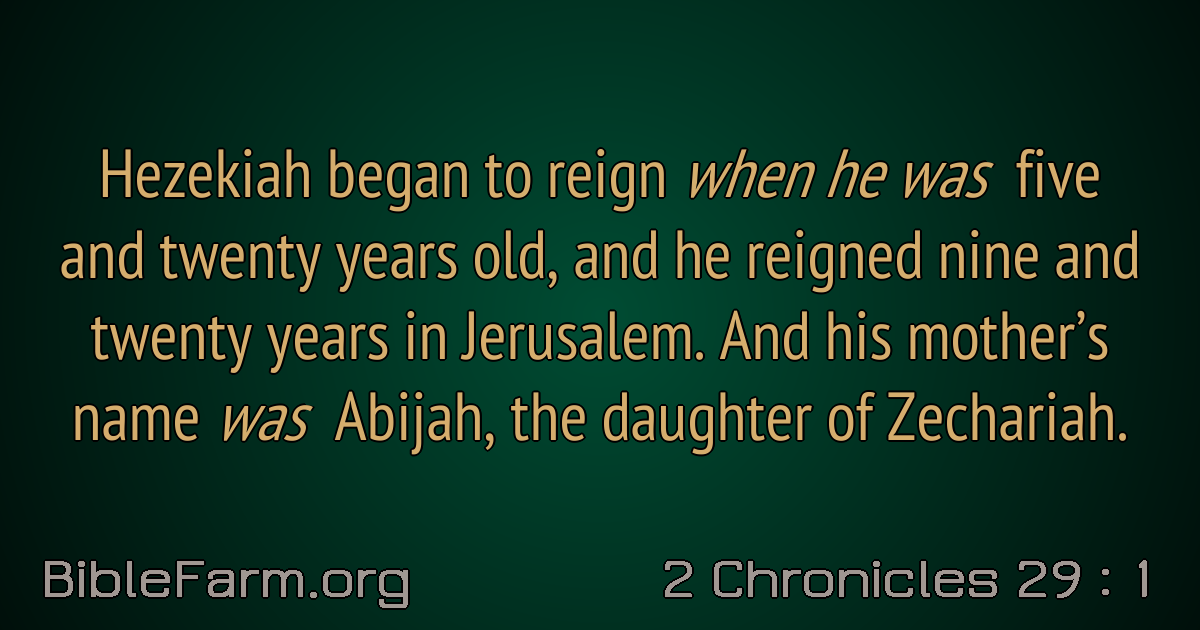 Hezekiah began to reign when he was five
and twenty years old, and he reigned nine and
twenty years in Jerusalem. And his mother’s
name was Abijah, the daughter of Zechariah.
BibleFarm.org
2 Chronicles 29 : 1